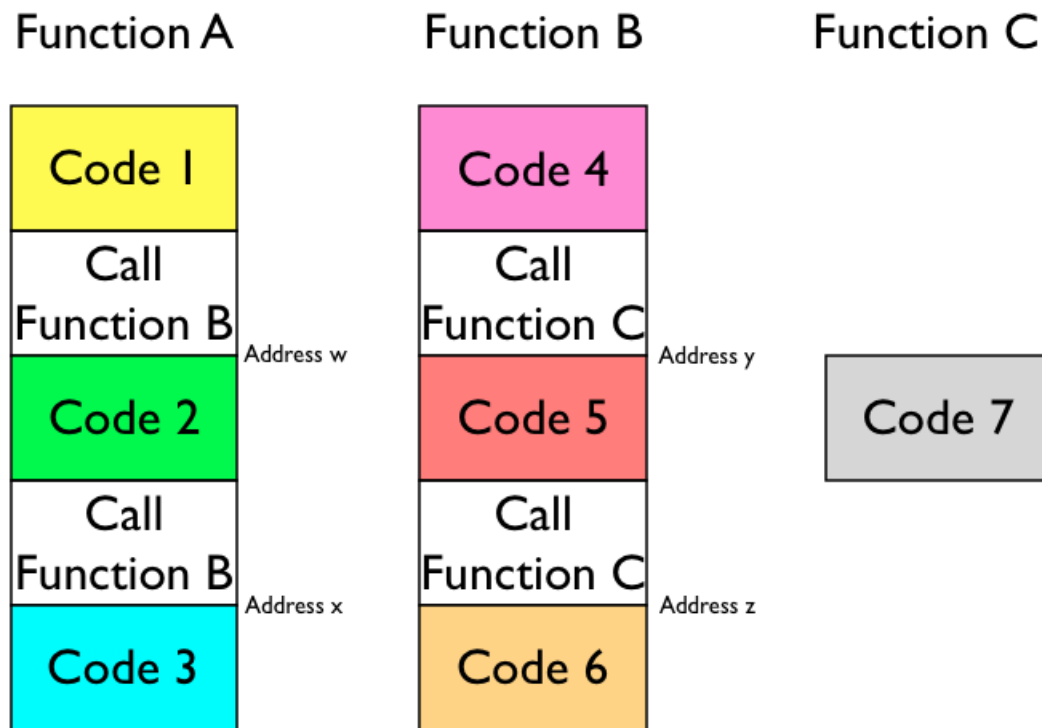 Function A
Function B
Function C
Code 1
Call
Function B
Address w
Code 2
Call
Function B
Address x
Code 3
Code 4
Call
Function C
Address y
Code 5
Call
Function C
Address z
Code 6
Code 7